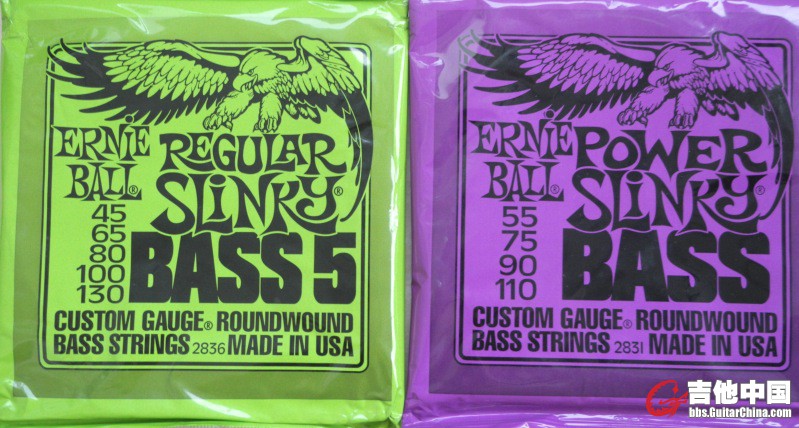 ERNIE BALL®
REGULAR SLINKY®
45
65
80
100
130
BASS 5
CUSTOM GAUGE® ROUNDWOUND
BASS STRINGS 2836 MADE IN USA
ERNIE BALL®
POWER SLINKY®
55
75
90
110
BASS
CUSTOM GAUGE® ROUNDWOUND
BASS STRINGS 2831 MADE IN USA
吉他中国
bbs.GuitarChina.com